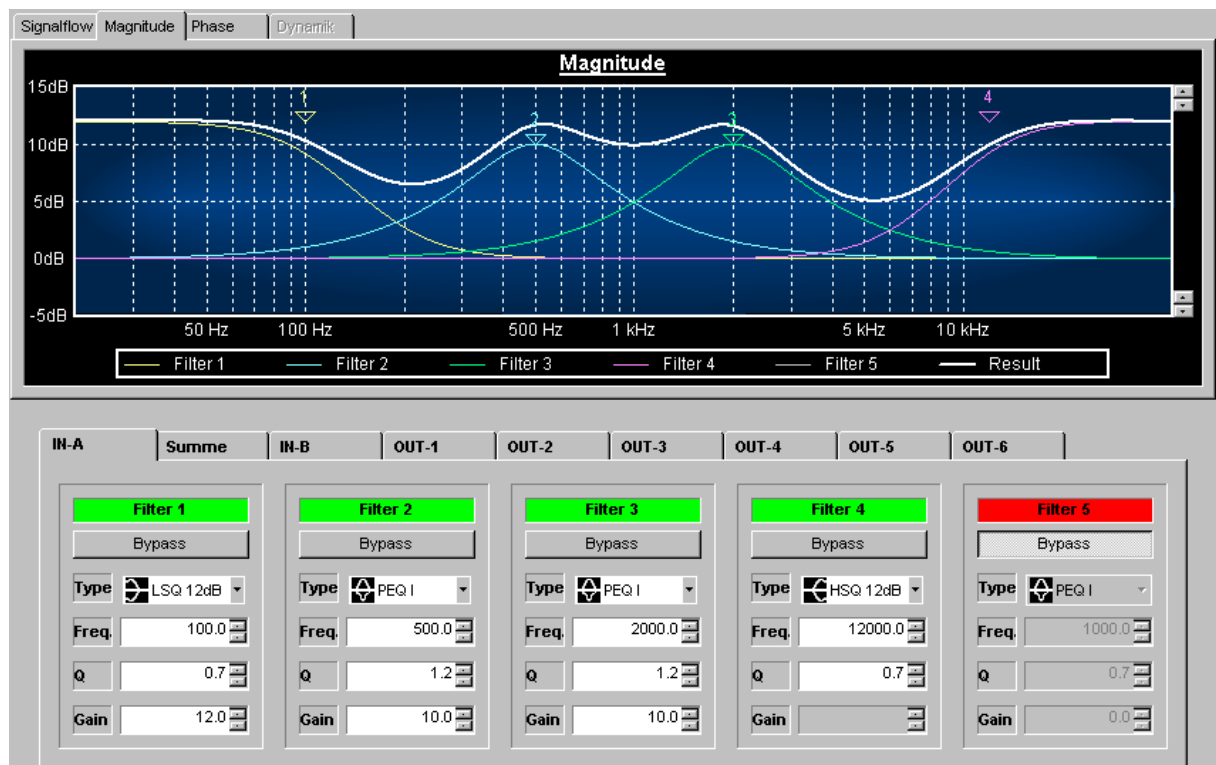 Signalflow Magnitude Phase Dynamik
Magnitude
15dB
1 4
2 3
10dB
5dB
0dB
-5dB
50 Hz 100 Hz 500 Hz 1 kHz 5 kHz 10 kHz
Filter 1 Filter 2 Filter 3 Filter 4 Filter 5 Result
IN-A Summe IN-B OUT-1 OUT-2 OUT-3 OUT-4 OUT-5 OUT-6
Filter 1 Filter 2 Filter 3 Filter 4 Filter 5
Bypass Bypass Bypass Bypass Bypass
Type LSQ 12dB Type PEQ I Type PEQ I Type HSQ 12dB Type PEQ I
Freq. 100.0 Freq. 500.0 Freq. 2000.0 Freq. 12000.0 Freq. 1000.0
Q 0.7 Q 1.2 Q 1.2 Q 0.7 Q 0.7
Gain 12.0 Gain 10.0 Gain 10.0 Gain Gain 0.0